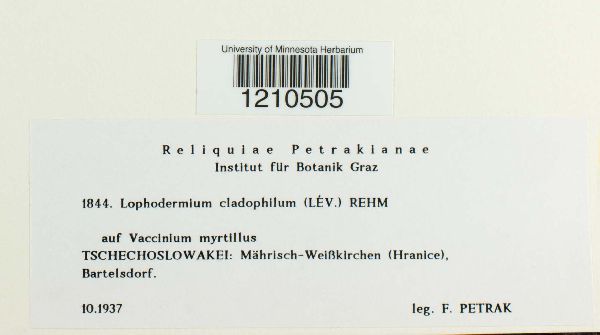 University of Minnesota Herbarium
1210505
Reliquiae Petrakianae
Institut für Botanik Graz
1844. Lophodermium cladophilum (LÉV.) REHM
auf Vaccinium myrtillus
TSCHECHOSLOWAKEI: Mährisch-Weißkirchen (Hranice),
Bartelsdorf.
10.1937 leg. F. PETRAK